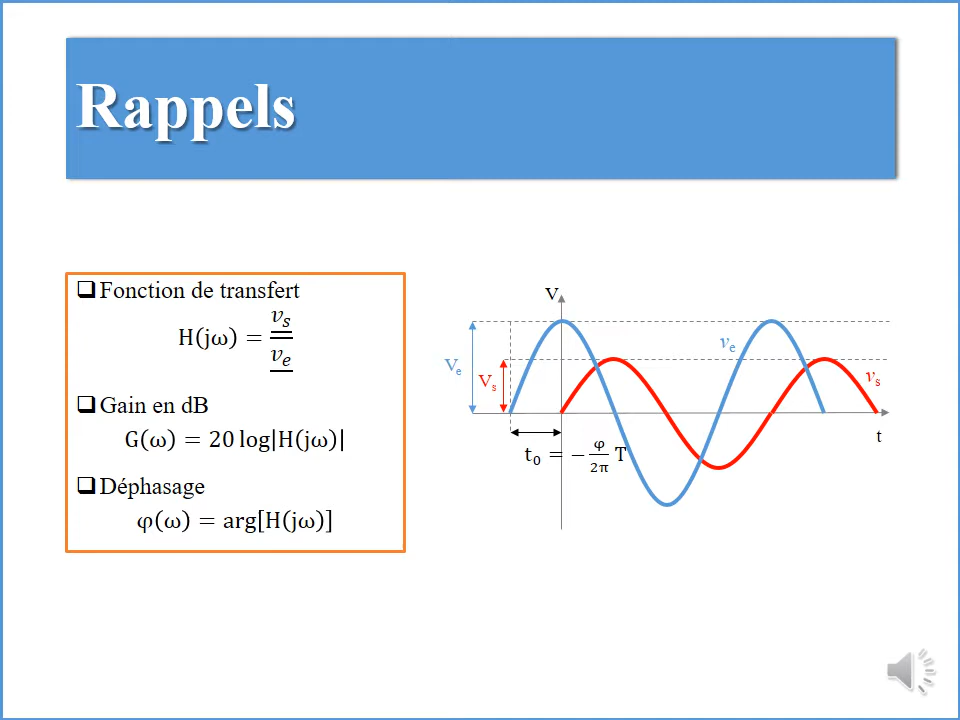 Rappels
❑ Fonction de transfert
H(jω) = v_s / v_e
❑ Gain en dB
G(ω) = 20 log|H(jω)|
❑ Déphasage
φ(ω) = arg[H(jω)]
V
V_e
V_s
v_e
v_s
t
t_0 = −φ/2π T